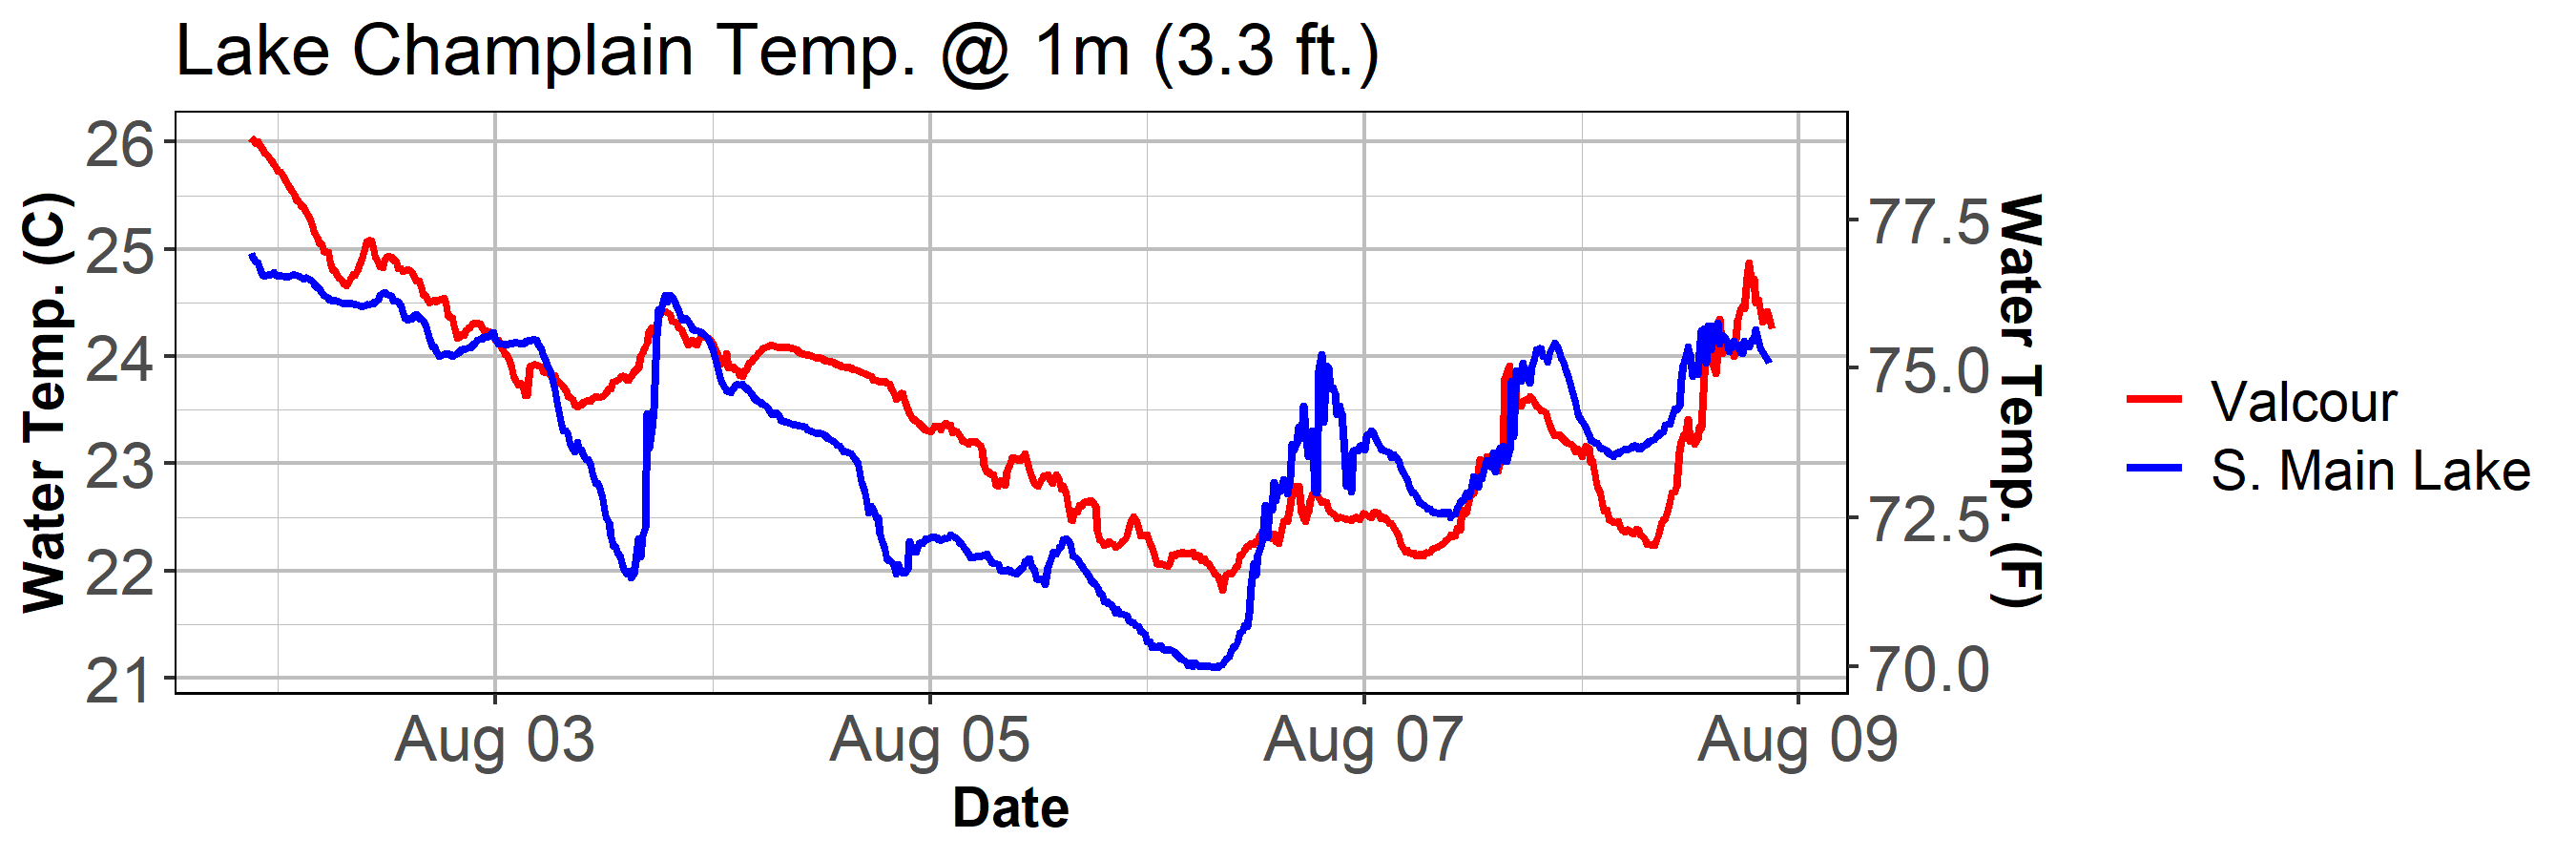 Lake Champlain Temp. @ 1m (3.3 ft.)
Water Temp. (C)
26
25
24
23
22
21
77.5
75.0
72.5
70.0
Water Temp. (F)
Aug 03
Aug 05
Aug 07
Aug 09
Date
Valcour
S. Main Lake